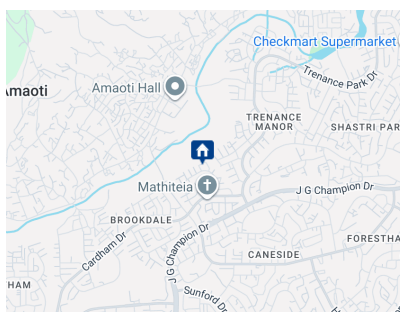 Checkmart Supermarket
Trenance Park Dr
Amaoti Hall
Amaoti
TRENANCE
MANOR
SHASTRI PAR
Mathiteia
J G Champion Dr
BROOKDALE
Cardham Dr
J G Champion Dr
FORESTHA
CANESIDE
HAM
Sunford Dr